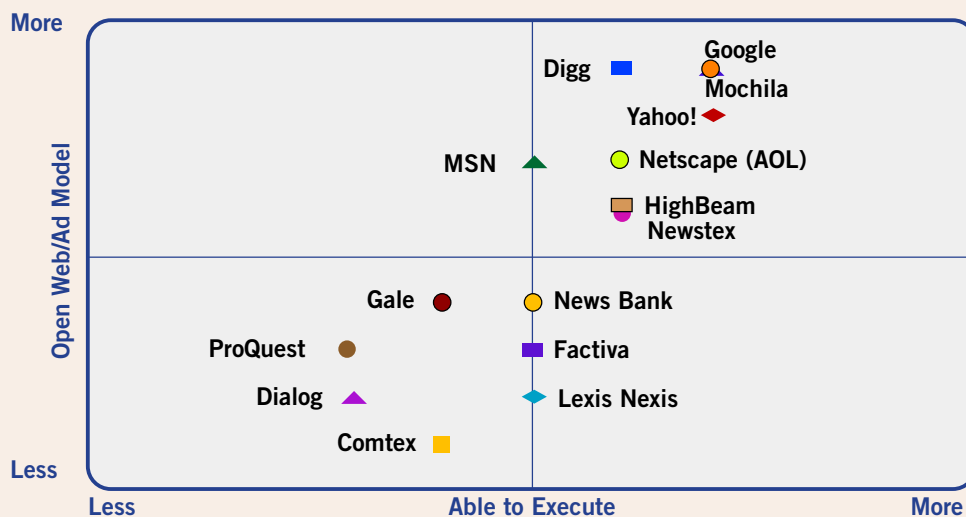 More
Google
Digg
Mochila
Yahoo!
MSN
Netscape (AOL)
HighBeam
Newstex
Open Web/Ad Model
Gale
News Bank
ProQuest
Factiva
Dialog
Lexis Nexis
Comtex
Less
Less
Able to Execute
More